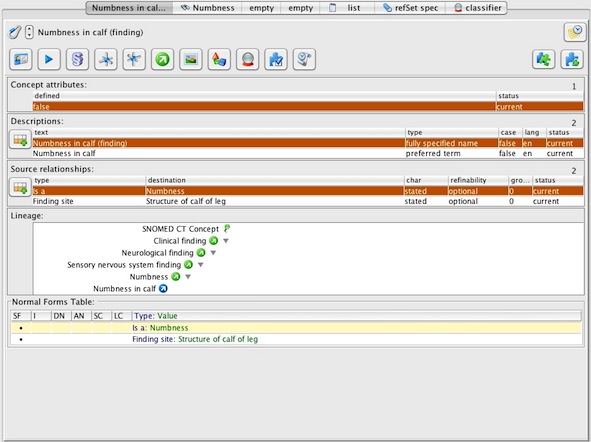 Numbness in cal... Numbness empty empty list refSet spec classifier
Numbness in calf (finding)
Concept attributes: 1
defined status
false current
Descriptions: 2
text type case lang status
Numbness in calf (finding) fully specified name false en current
Numbness in calf preferred term false en current
Source relationships: 2
type destination char refinability gro... status
Is a Numbness stated optional 0 current
Finding site Structure of calf of leg stated optional 0 current
Lineage:
SNOMED CT Concept
Clinical finding
Neurological finding
Sensory nervous system finding
Numbness
Numbness in calf
Normal Forms Table:
SF I DN AN SC LC Type: Value
Is a: Numbness
Finding site: Structure of calf of leg